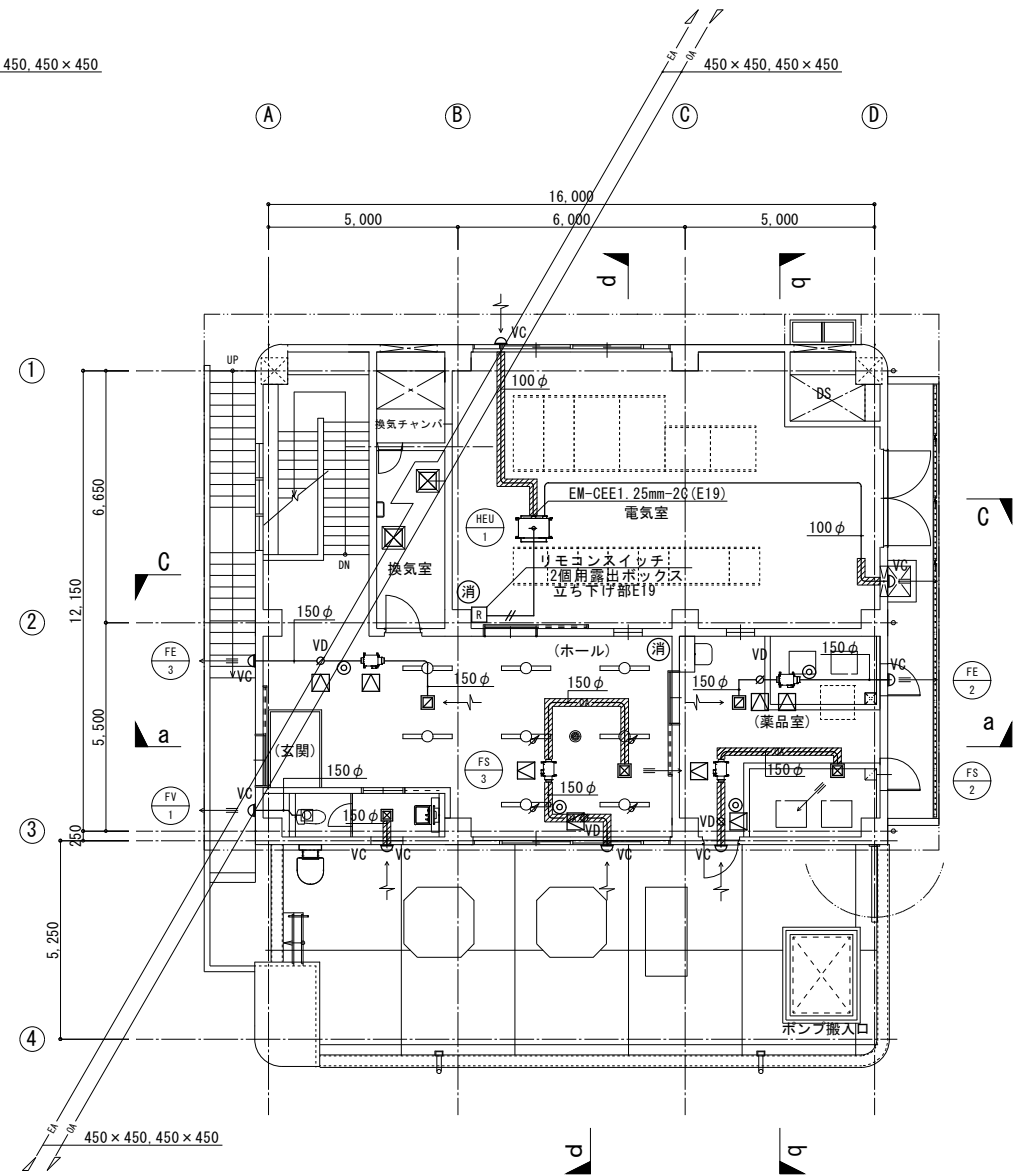 EA
OA
450, 450×450
450×450, 450×450
A
B
C
D
16,000
5,000
6,000
5,000
d
b
VC
1
UP
100φ
DS
換気チャンバー
6,650
EM-CEE1.25mm-2C(E19)
電気室
HEU
1
100φ
C
C
DN
換気室
リモコンスイッチ
2個用露出ボックス
立ち下げ部E19
VC
消
R
12,150
2
150φ
VD
FE
3
VC
(ホール)
消
150φ
150φ
150φ
VD
150φ
VC
FE
2
5,500
a
a
(玄関)
(薬品室)
FS
3
150φ
150φ
FS
2
VC
FV
1
150φ
150φ
VD
VD
3
250
VC
VC
VC
VC
5,250
ポンプ搬入口
4
EA
OA
450×450, 450×450
d
b